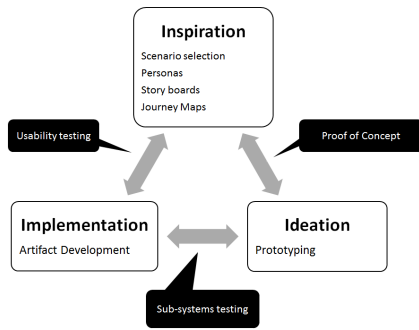 Inspiration
Scenario selection
Personas
Story boards
Journey Maps
Usability testing
Proof of Concept
Implementation
Artifact Development
Ideation
Prototyping
Sub-systems testing